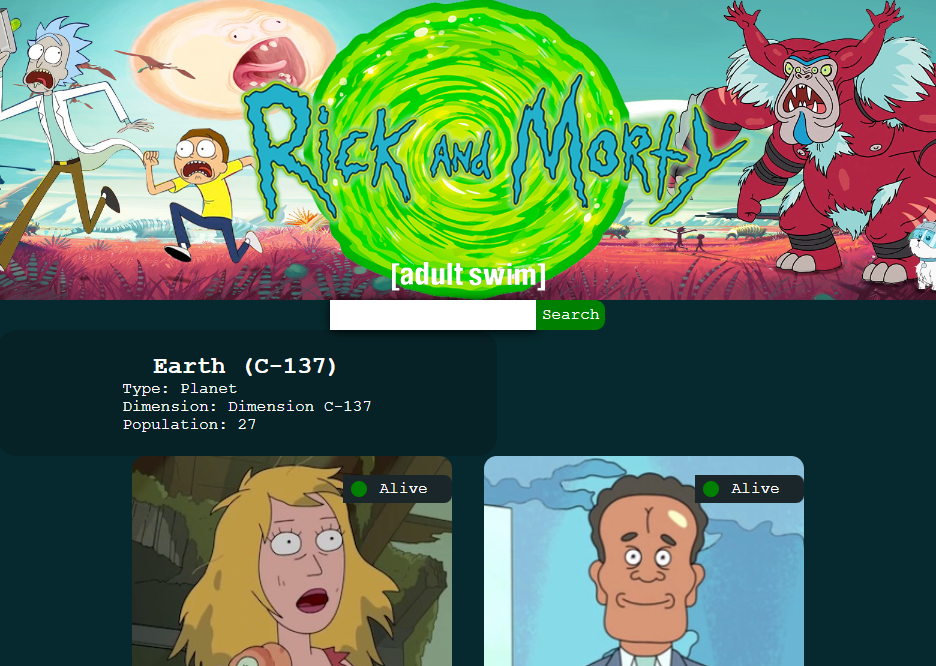 Rick and Morty
[adult swim]
Search
Earth (C-137)
Type: Planet
Dimension: Dimension C-137
Population: 27
Alive
Alive